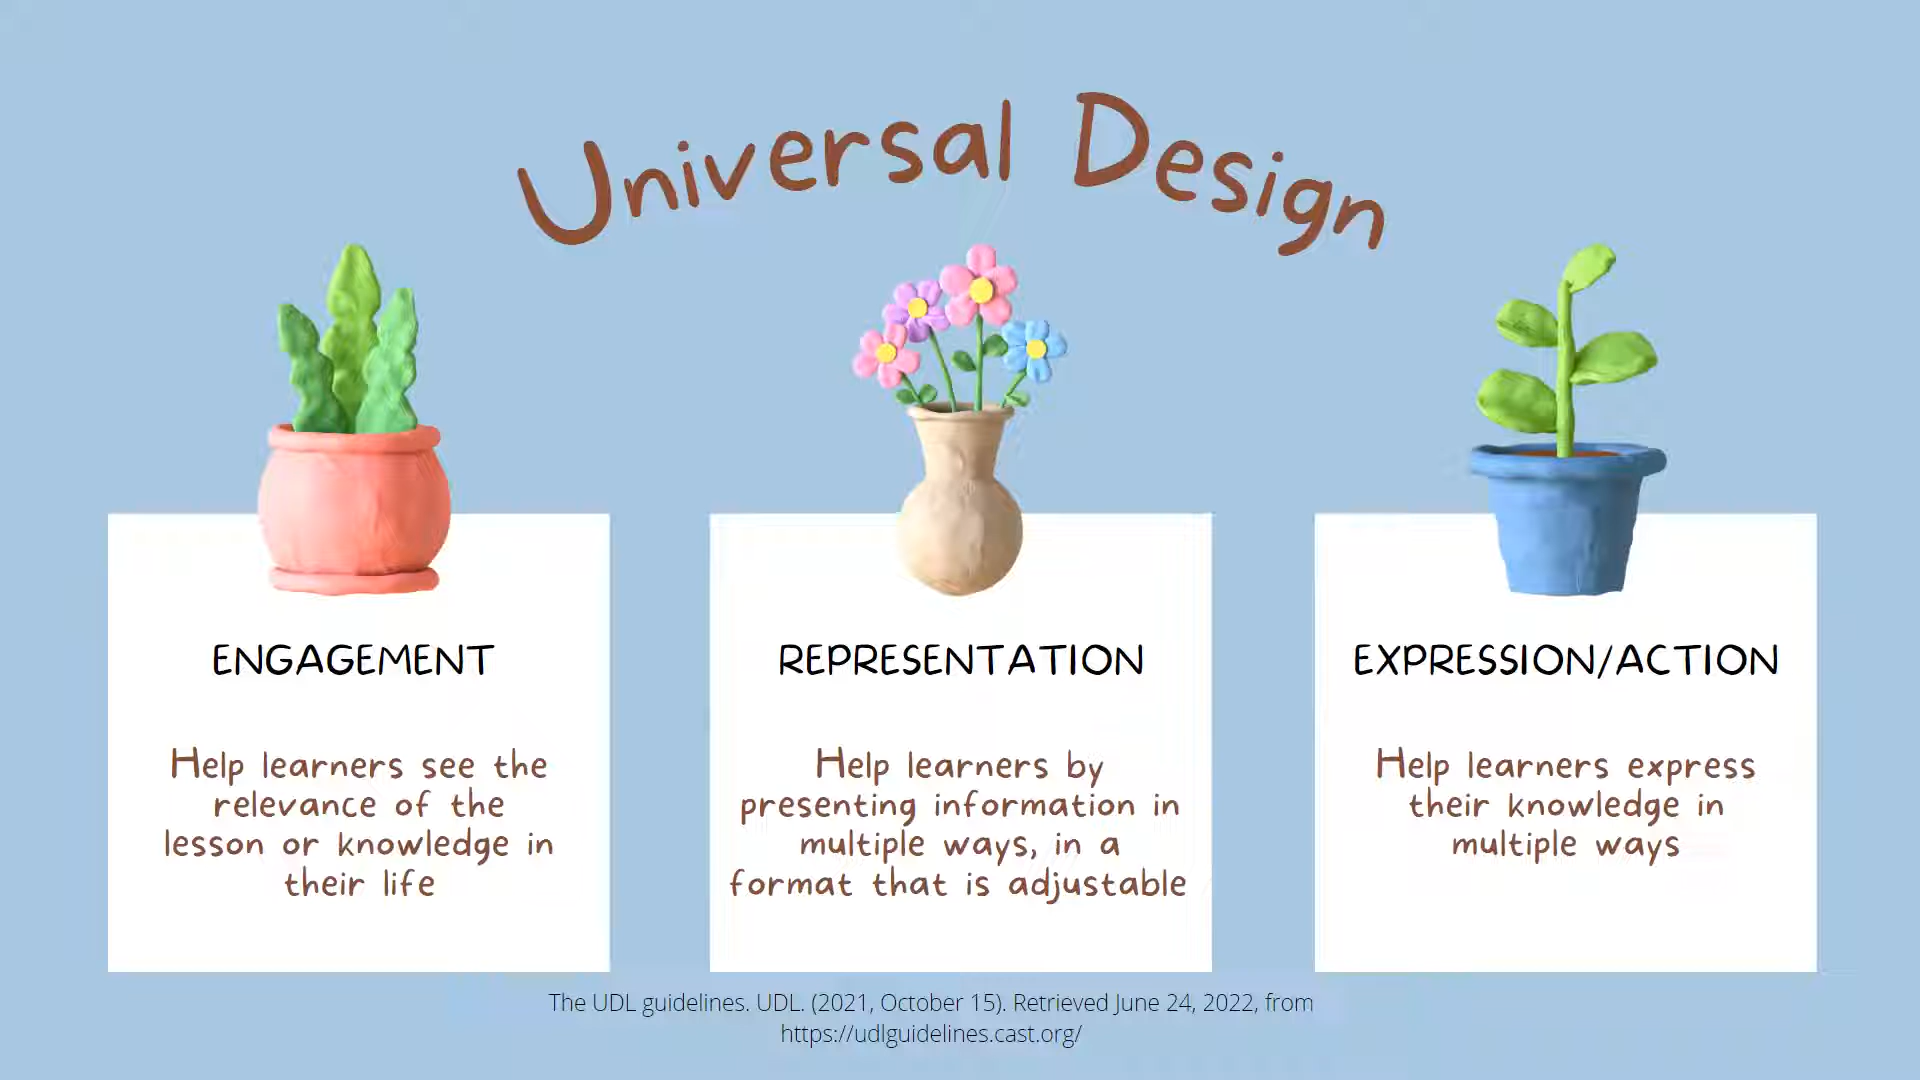 Universal Design
ENGAGEMENT
Help learners see the
relevance of the
lesson or knowledge in
their life
REPRESENTATION
Help learners by
presenting information in
multiple ways, in a
format that is adjustable
EXPRESSION/ACTION
Help learners express
their knowledge in
multiple ways
The UDL guidelines. UDL. (2021, October 15). Retrieved June 24, 2022, from
https://udlguidelines.cast.org/